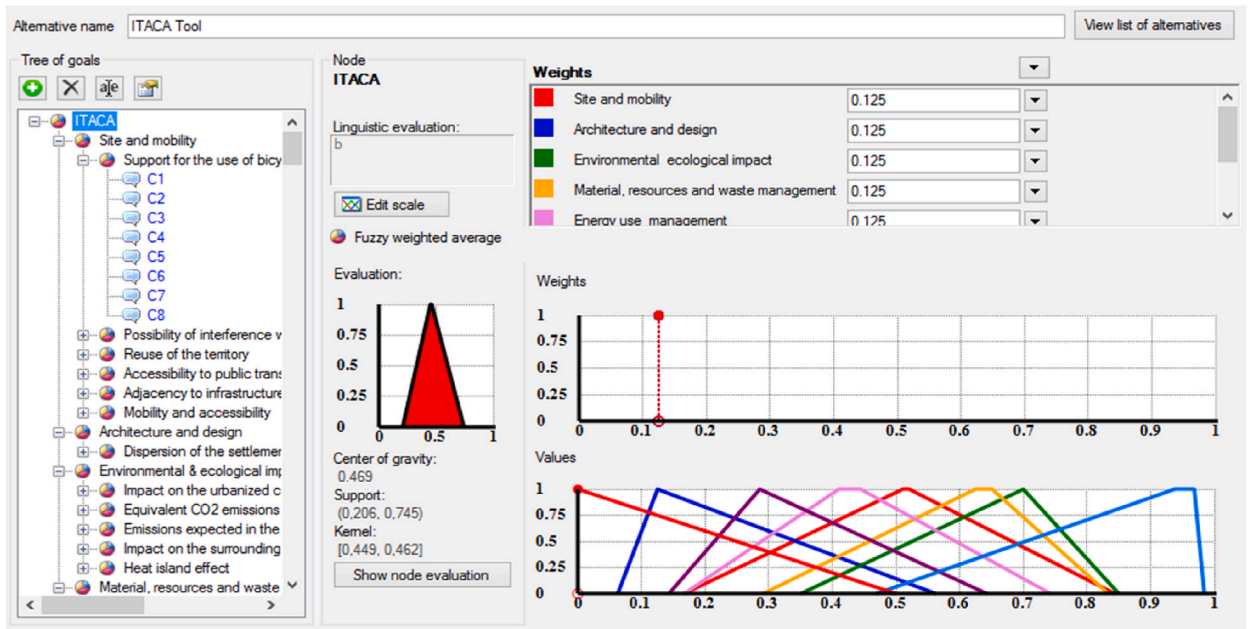 Alternative name ITACA Tool View list of alternatives
Tree of goals
a|e
ITACA
Site and mobility
Support for the use of bicy
C1
C2
C3
C4
C5
C6
C7
C8
Possibility of interference w
Reuse of the territory
Accessibility to public trans
Adjacency to infrastructure
Mobility and accessibility
Architecture and design
Dispersion of the settlemer
Environmental & ecological imp
Impact on the urbanized c
Equivalent CO2 emissions
Emissions expected in the
Impact on the surrounding
Heat island effect
Material, resources and waste
Node
ITACA
Linguistic evaluation:
b
Edit scale
Fuzzy weighted average
Evaluation:
1
0.75
0.5
0.25
0
0 0.5 1
Center of gravity:
0.469
Support:
(0,206, 0,745)
Kernel:
[0,449, 0,462]
Show node evaluation
Weights
Site and mobility 0.125
Architecture and design 0.125
Environmental ecological impact 0.125
Material, resources and waste management 0.125
Energy use management 0.125
Weights
1
0.75
0.5
0.25
0
0 0.1 0.2 0.3 0.4 0.5 0.6 0.7 0.8 0.9 1
Values
1
0.75
0.5
0.25
0
0 0.1 0.2 0.3 0.4 0.5 0.6 0.7 0.8 0.9 1